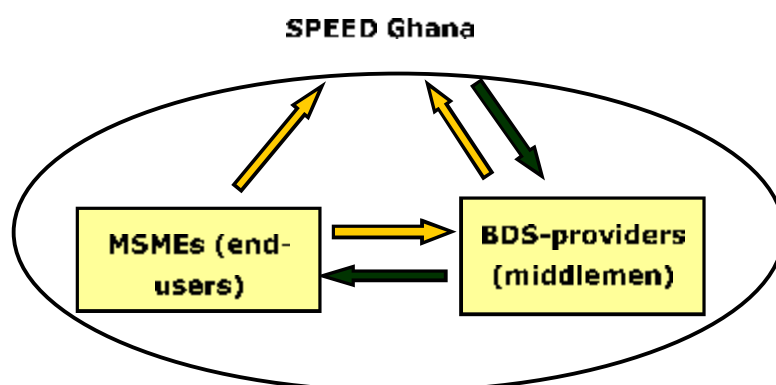 SPEED Ghana
MSMEs (end-
users)
BDS-providers
(middlemen)